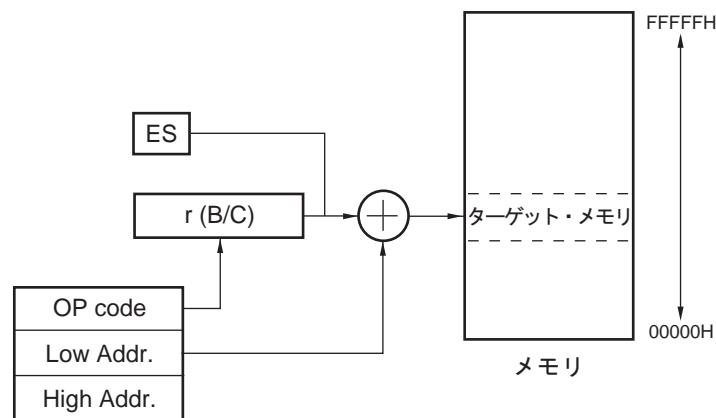 FFFFFH
ES
r (B/C)
ターゲット・メモリ
OP code
Low Addr.
High Addr.
00000H
メモリ